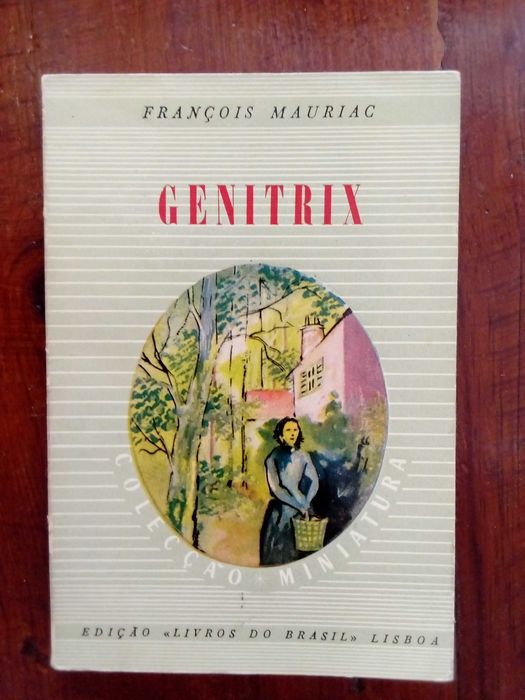 FRANÇOIS MAURIAC
GENITRIX
COLECÇÃO * MINIATURA
EDIÇÃO «LIVROS DO BRASIL» LISBOA